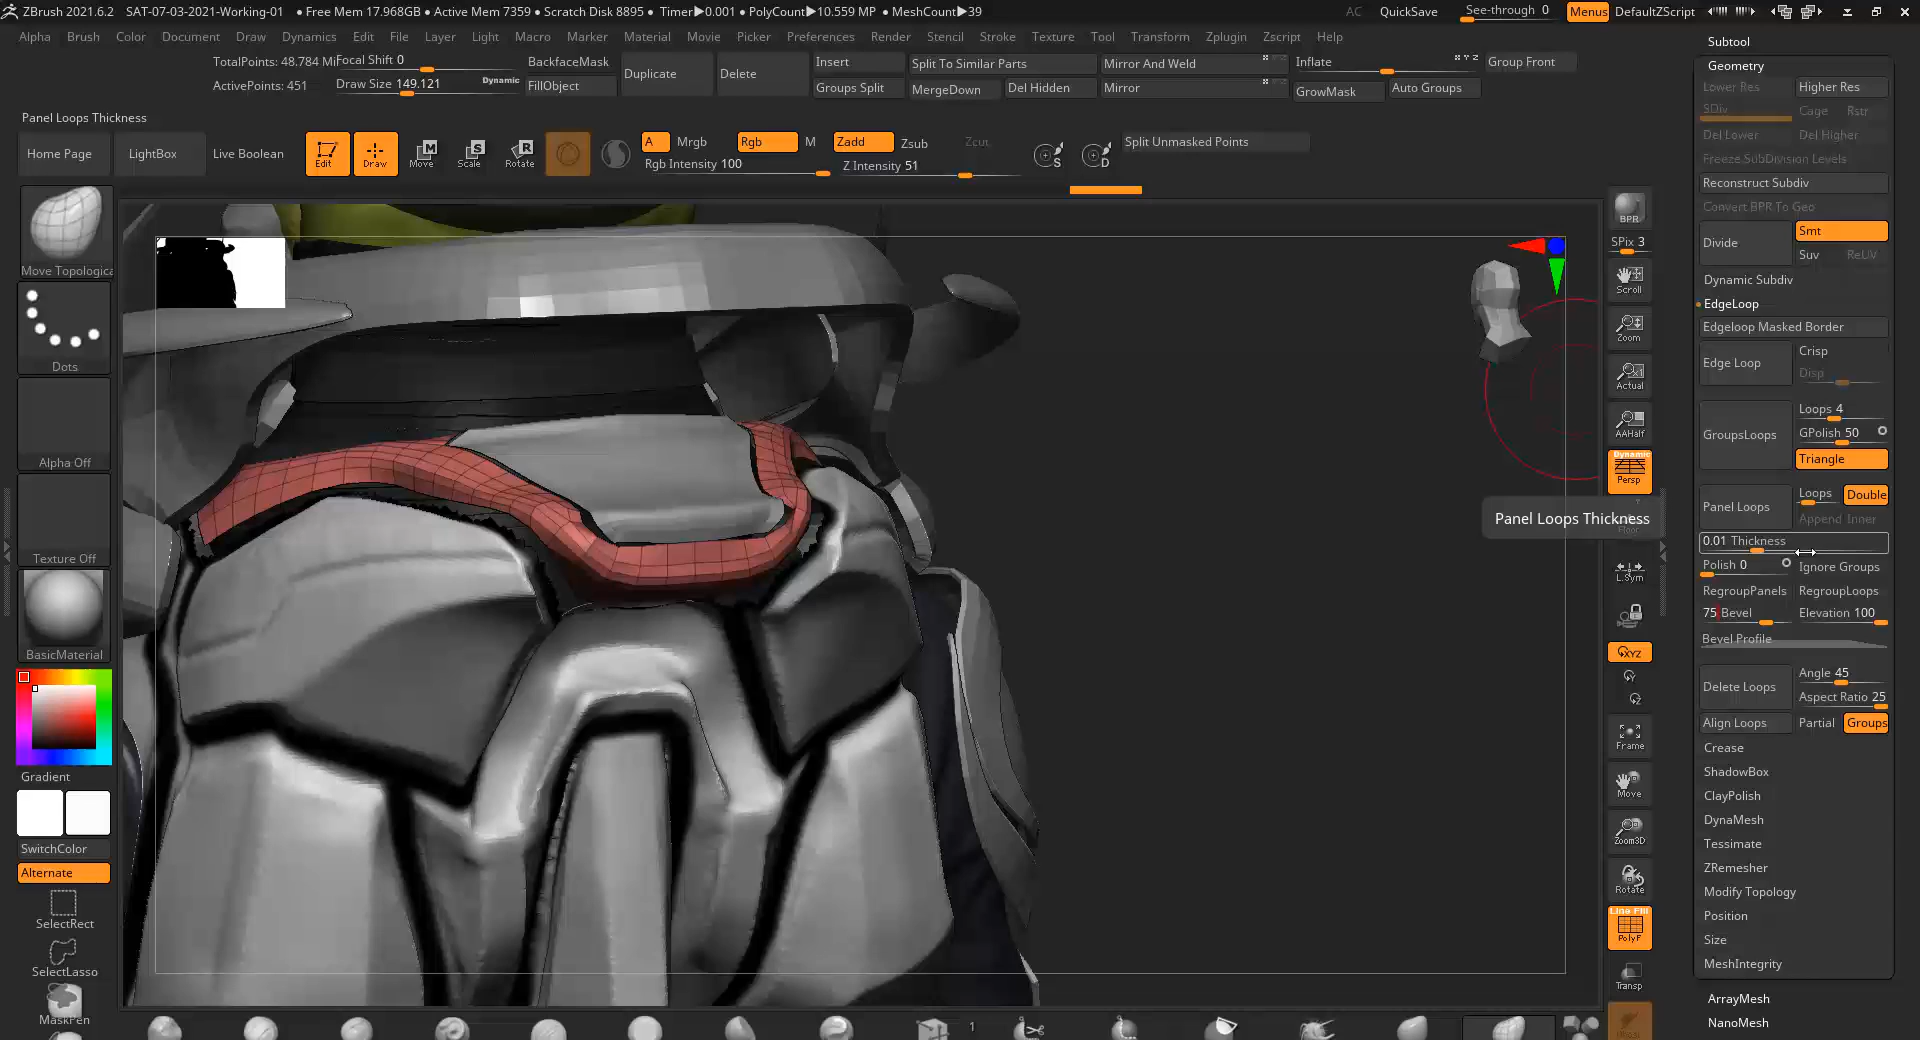 ZBrush 2021.6.2 SAT-07-03-2021-Working-01 • Free Mem 17.968GB • Active Mem 7359 • Scratch Disk 8895 • Timer▶0.001 • PolyCount▶10.559 MP • MeshCount▶39 AC QuickSave See-through 0 Menus DefaultZScript
Alpha Brush Color Document Draw Dynamics Edit File Layer Light Macro Marker Material Movie Picker Preferences Render Stencil Stroke Texture Tool Transform Zplugin Zscript Help
TotalPoints: 48.784 Mi Focal Shift 0 BackfaceMask Duplicate Delete Insert Split To Similar Parts Mirror And Weld Inflate Group Front
ActivePoints: 451 Draw Size 149.121 Dynamic FillObject Groups Split MergeDown Del Hidden Mirror GrowMask Auto Groups
Panel Loops Thickness
Home Page LightBox Live Boolean Edit Draw Move Scale Rotate A Mrgb Rgb M Zadd Zsub Zcut Split Unmasked Points
Rgb Intensity 100 Z Intensity 51
S D
Move Topologica
Dots
Alpha Off
Texture Off
BasicMaterial
Gradient
SwitchColor
Alternate
SelectRect
SelectLasso
MaskPen
1
BPR
SPix 3
Scroll
Zoom
Actual
AAHalf
Dynamic
Persp
Floor
L.Sym
XYZ
Frame
Move
Zoom3D
Rotate
Line Fill
PolyF
Transp
Panel Loops Thickness
Subtool
Geometry
Lower Res Higher Res
SDiv Cage Rstr
Del Lower Del Higher
Freeze SubDivision Levels
Reconstruct Subdiv
Convert BPR To Geo
Divide Smt
Suv ReUV
Dynamic Subdiv
EdgeLoop
Edgeloop Masked Border
Edge Loop Crisp
Disp
GroupsLoops Loops 4
GPolish 50
Triangle
Panel Loops Loops Double
Append Inner
0.01 Thickness
Polish 0 Ignore Groups
RegroupPanels RegroupLoops
75 Bevel Elevation 100
Bevel Profile
Delete Loops Angle 45
Aspect Ratio 25
Align Loops Partial Groups
Crease
ShadowBox
ClayPolish
DynaMesh
Tessimate
ZRemesher
Modify Topology
Position
Size
MeshIntegrity
ArrayMesh
NanoMesh